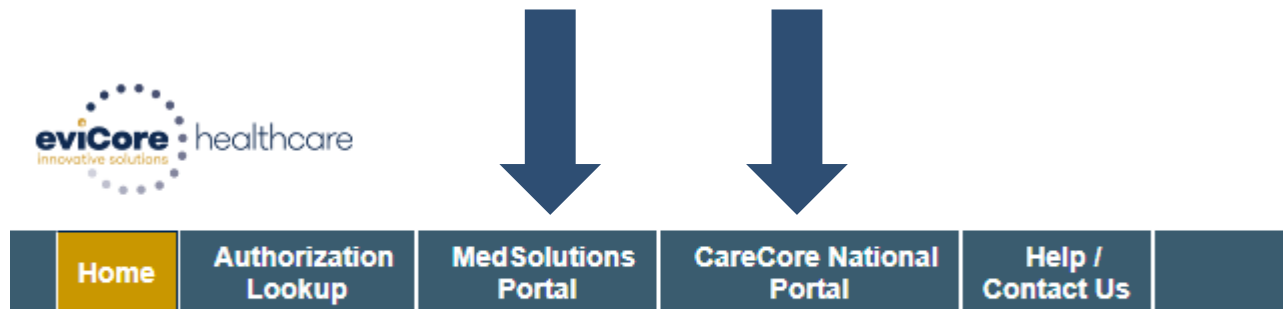 eviCore healthcare
innovative solutions
Home
Authorization
Lookup
MedSolutions
Portal
CareCore National
Portal
Help /
Contact Us